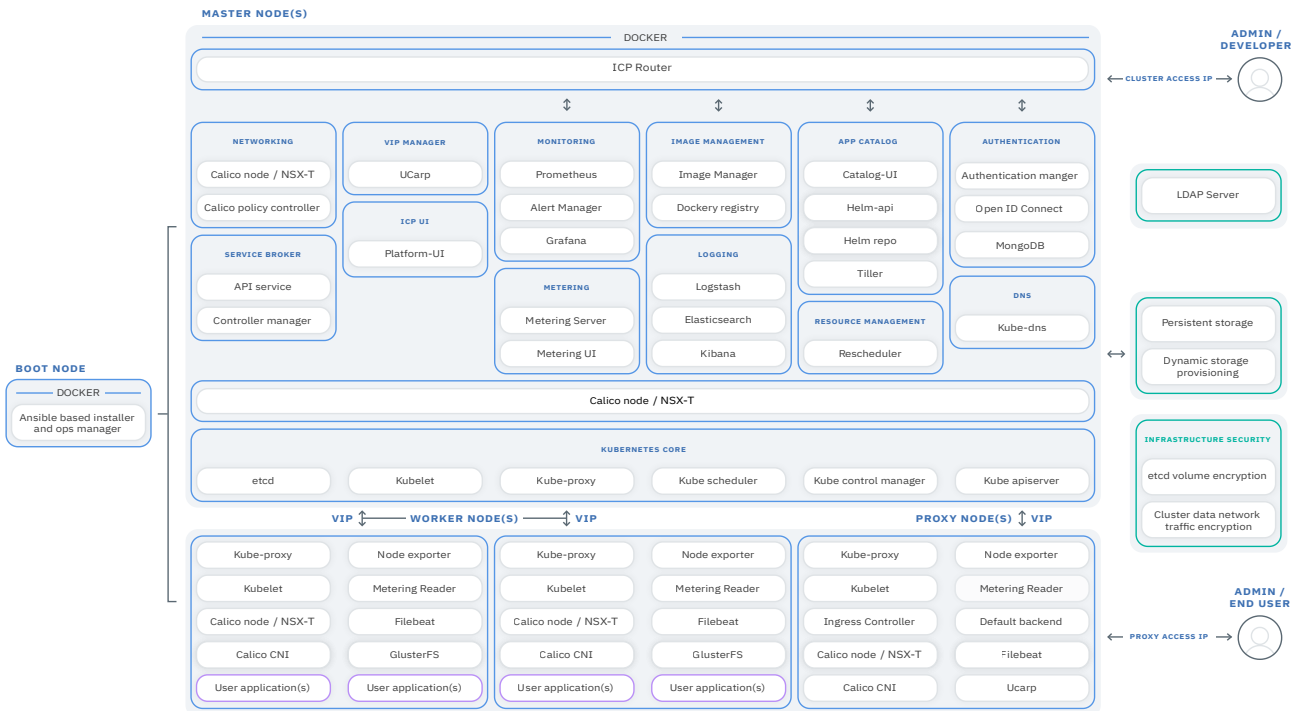 MASTER NODE(S)
DOCKER
ICP Router
ADMIN /
DEVELOPER
CLUSTER ACCESS IP
NETWORKING
Calico node / NSX-T
Calico policy controller
VIP MANAGER
UCarp
ICP UI
Platform-UI
MONITORING
Prometheus
Alert Manager
Grafana
IMAGE MANAGEMENT
Image Manager
Dockery registry
APP CATALOG
Catalog-UI
Helm-api
Helm repo
Tiller
AUTHENTICATION
Authentication manger
Open ID Connect
MongoDB
SERVICE BROKER
API service
Controller manager
METERING
Metering Server
Metering UI
LOGGING
Logstash
Elasticsearch
Kibana
RESOURCE MANAGEMENT
Rescheduler
DNS
Kube-dns
LDAP Server
Persistent storage
Dynamic storage
provisioning
BOOT NODE
DOCKER
Ansible based installer
and ops manager
Calico node / NSX-T
KUBERNETES CORE
etcd
Kubelet
Kube-proxy
Kube scheduler
Kube control manager
Kube apiserver
INFRASTRUCTURE SECURITY
etcd volume encryption
Cluster data network
traffic encryption
VIP
WORKER NODE(S)
VIP
PROXY NODE(S)
VIP
Kube-proxy
Kubelet
Calico node / NSX-T
Calico CNI
User application(s)
Node exporter
Metering Reader
Filebeat
GlusterFS
User application(s)
Kube-proxy
Kubelet
Calico node / NSX-T
Calico CNI
User application(s)
Node exporter
Metering Reader
Filebeat
GlusterFS
User application(s)
Kube-proxy
Kubelet
Ingress Controller
Calico node / NSX-T
Calico CNI
Node exporter
Metering Reader
Default backend
Filebeat
Ucarp
ADMIN /
END USER
PROXY ACCESS IP